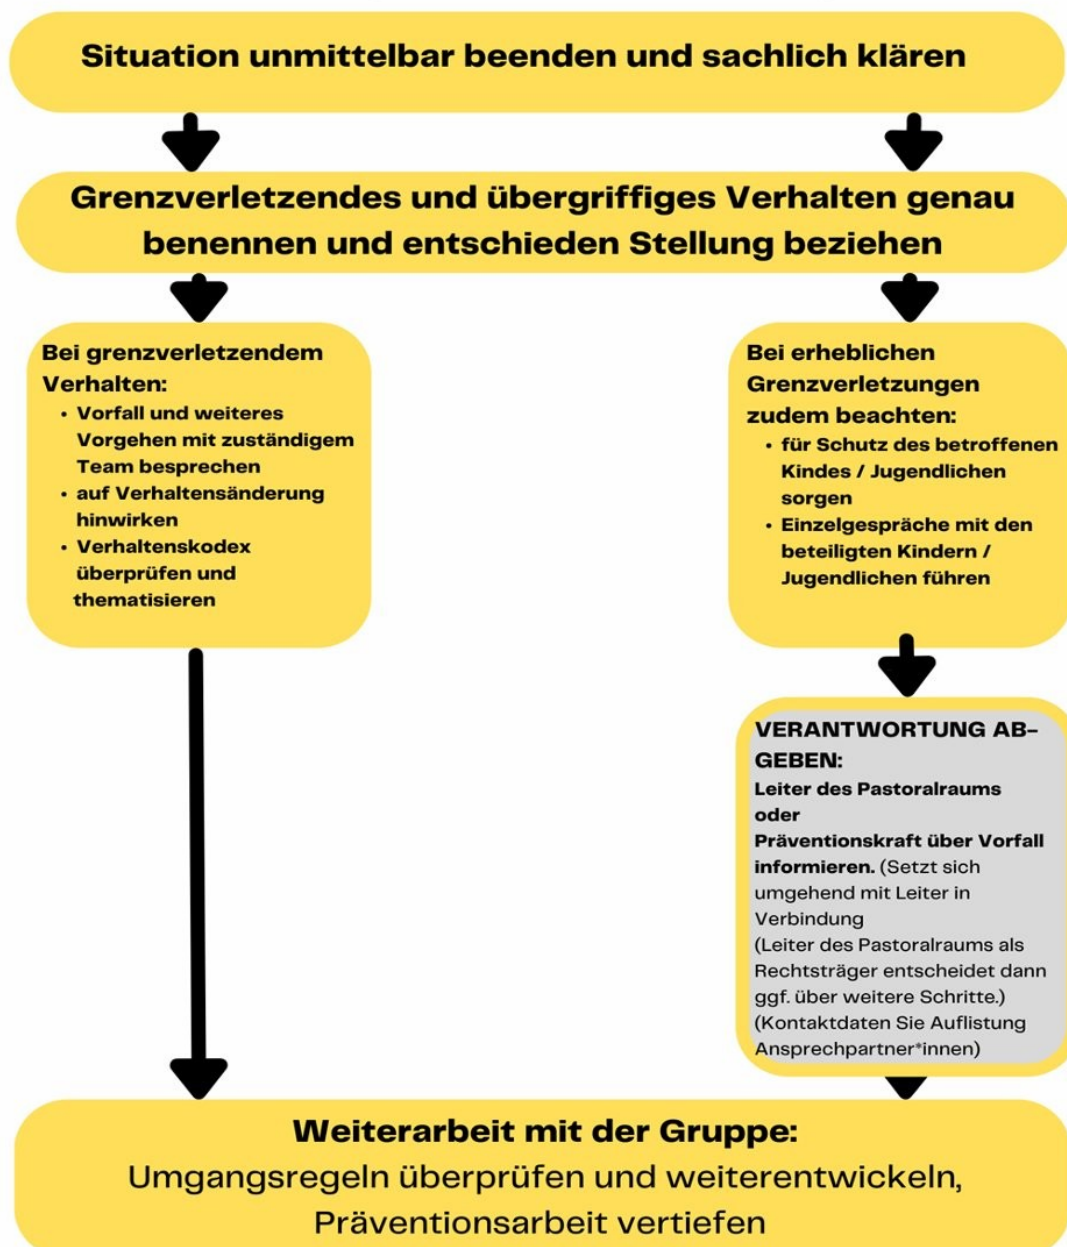 Situation unmittelbar beenden und sachlich klären
Grenzverletzendes und übergriffiges Verhalten genau
benennen und entschieden Stellung beziehen
Bei grenzverletzendem
Verhalten:
• Vorfall und weiteres
Vorgehen mit zuständigem
Team besprechen
• auf Verhaltensänderung
hinwirken
• Verhaltenskodex
überprüfen und
thematisieren
Bei erheblichen
Grenzverletzungen
zudem beachten:
• für Schutz des betroffenen
Kindes / Jugendlichen
sorgen
• Einzelgespräche mit den
beteiligten Kindern /
Jugendlichen führen
VERANTWORTUNG AB-
GEBEN:
Leiter des Pastoralraums
oder
Präventionskraft über Vorfall
informieren. (Setzt sich
umgehend mit Leiter in
Verbindung
(Leiter des Pastoralraums als
Rechtsträger entscheidet dann
ggf. über weitere Schritte.)
(Kontaktdaten Sie Auflistung
Ansprechpartner*innen)
Weiterarbeit mit der Gruppe:
Umgangsregeln überprüfen und weiterentwickeln,
Präventionsarbeit vertiefen